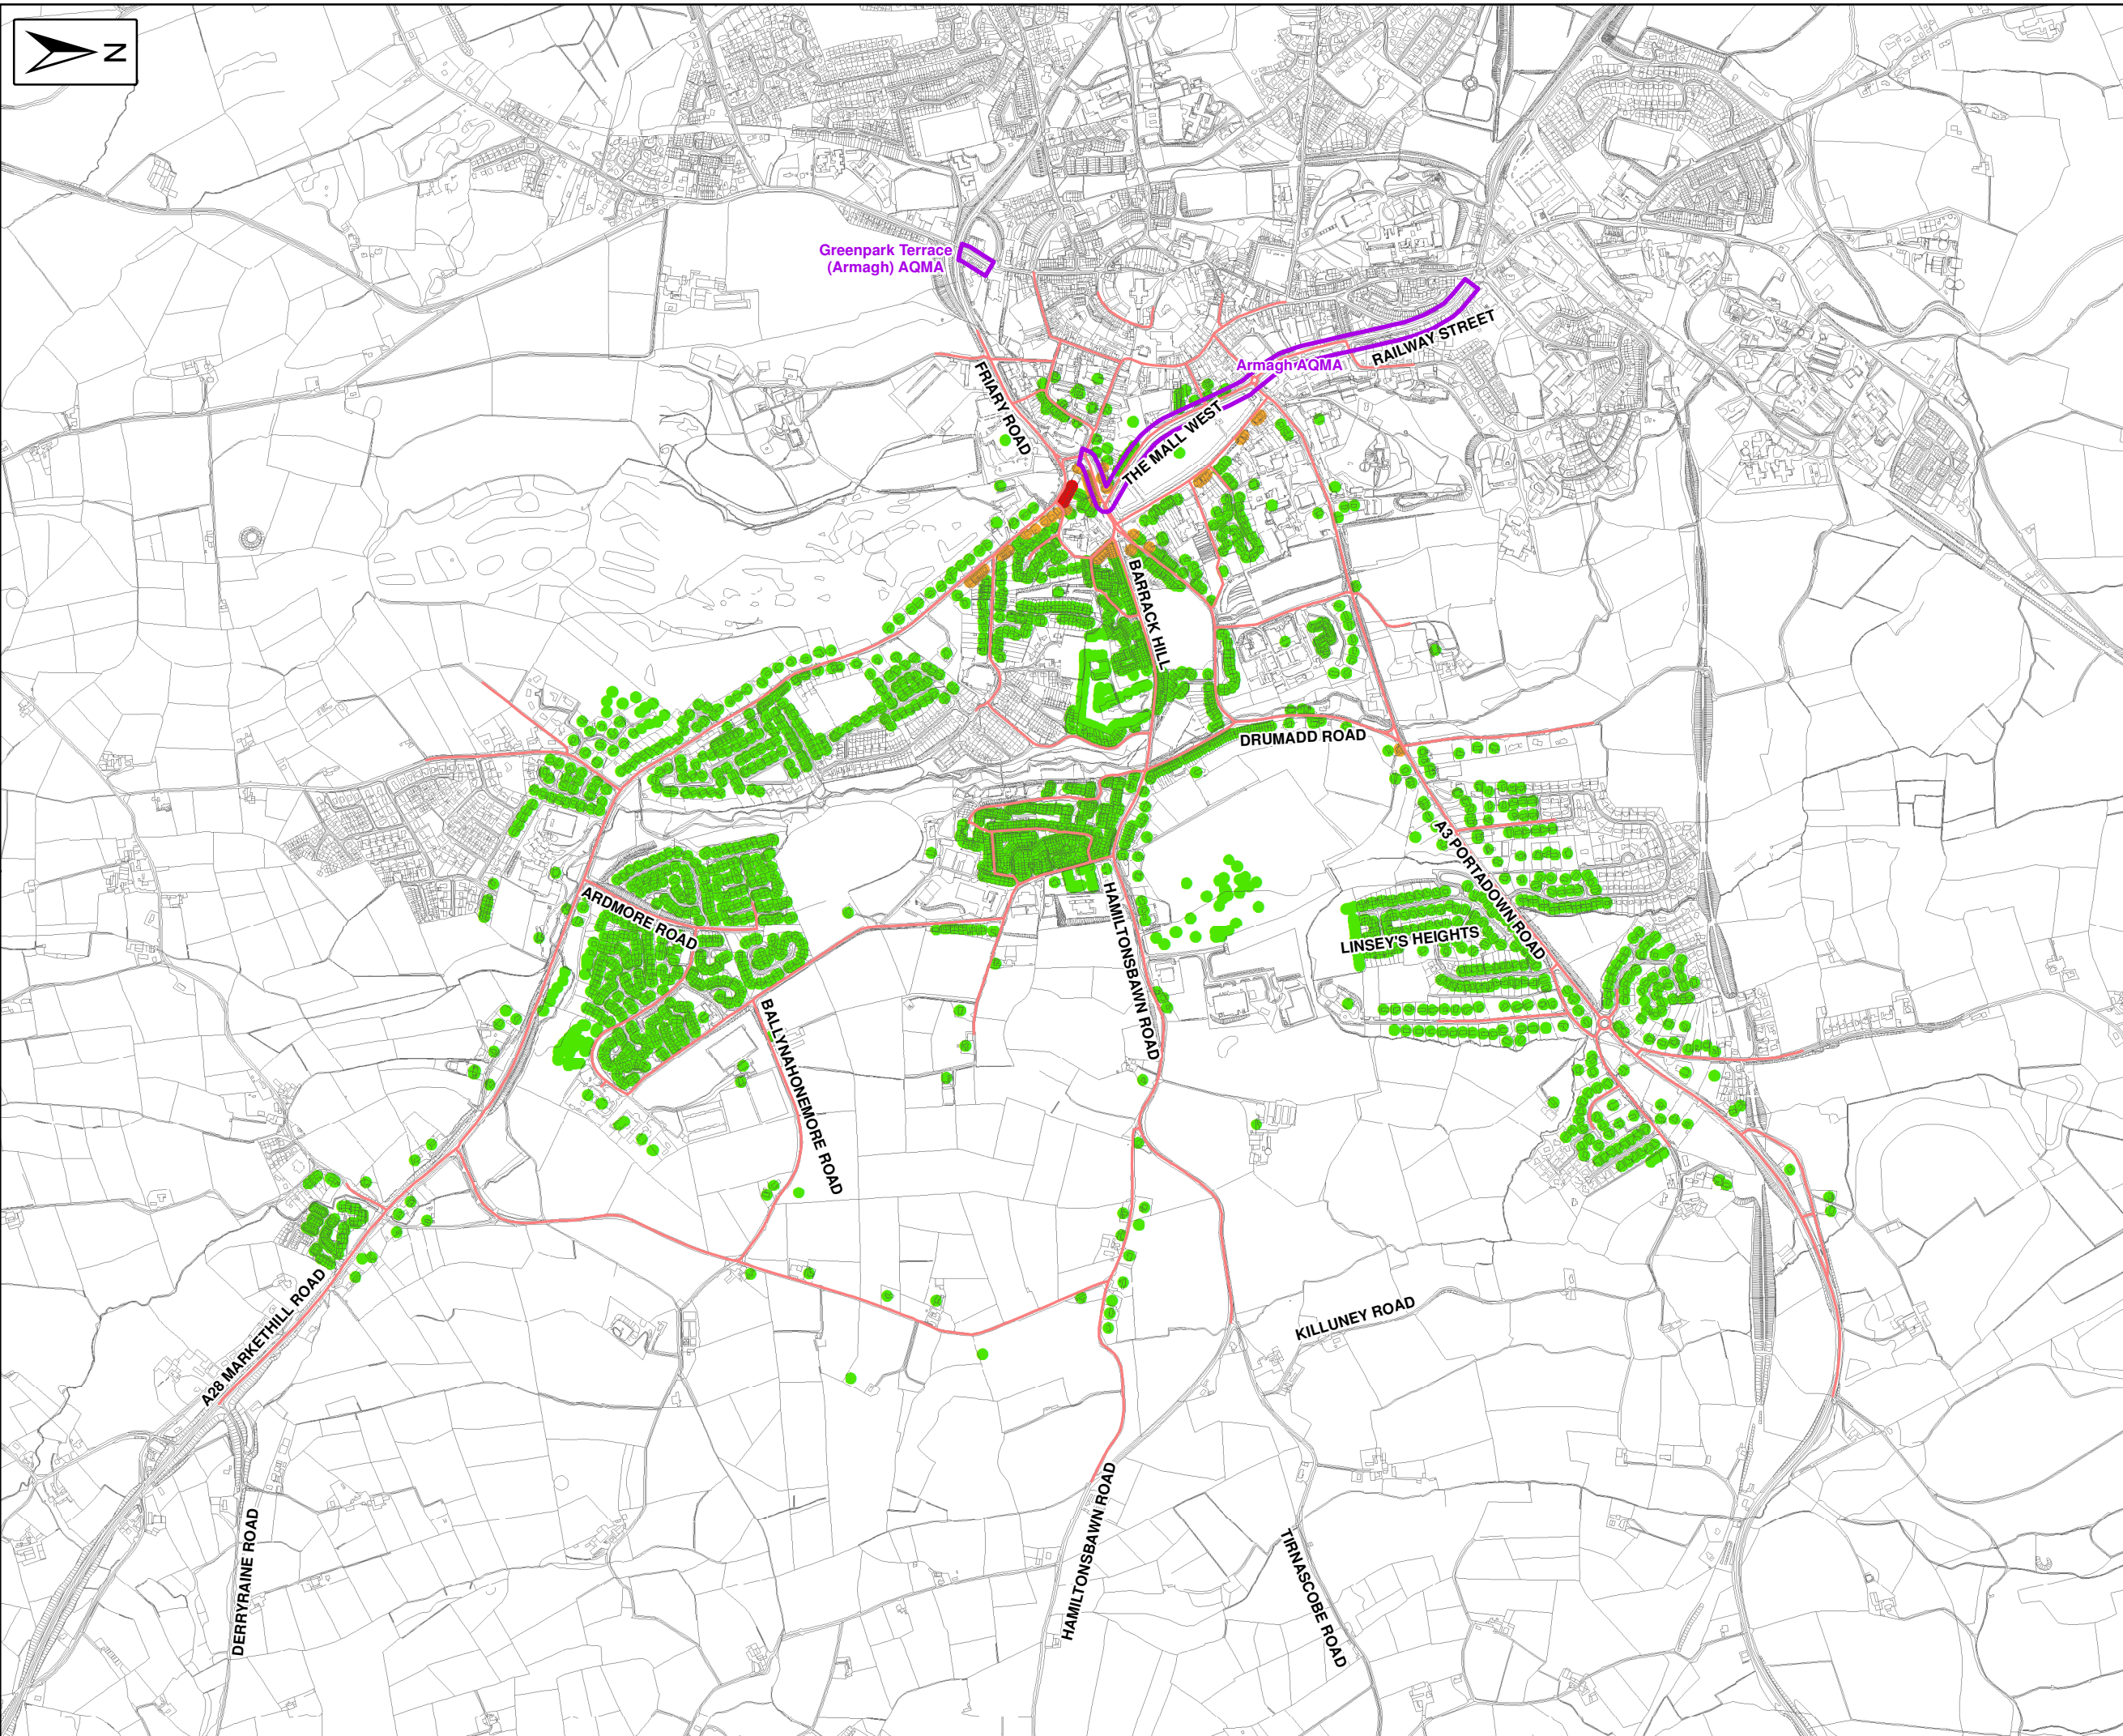 N
Greenpark Terrace
(Armagh) AQMA
RAILWAY STREET
Armagh AQMA
FRIARY ROAD
THE MALL WEST
BARRACK HILL
DRUMADD ROAD
A3 PORTADOWN ROAD
ARDMORE ROAD
HAMILTONSBAWN ROAD
LINSEY'S HEIGHTS
BALLYNAHONEMORE ROAD
A28 MARKETHILL ROAD
KILLUNEY ROAD
HAMILTONSBAWN ROAD
DERRYRAINE ROAD
TIRNASCOBE ROAD